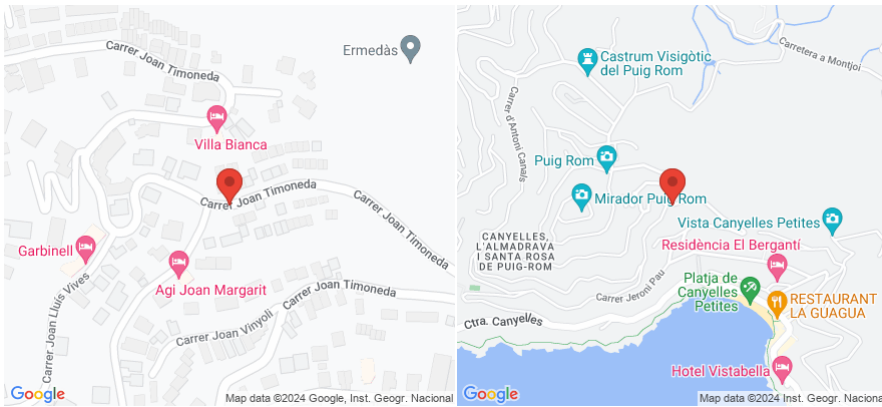 Carrer Joan Timoneda
Ermedàs
Villa Bianca
Carrer Joan Timoneda
Carrer Joan Timoneda
Garbinell
Agi Joan Margarit
Carrer Joan Lluís Vives
Carrer Joan Timoneda
Carrer Joan Vinyoli
Google
Map data ©2024 Google, Inst. Geogr. Nacional
Castrum Visigòtic
del Puig Rom
Carretera a Montjoi
Carrer d'Antoni Canals
Puig Rom
Mirador Puig Rom
Vista Canyelles Petites
CANYELLES,
L'ALMADRAVA
I SANTA ROSA
DE PUIG-ROM
Residència El Bergantí
Carrer Jeroni Pau
Platja de
Canyelles
Petites
RESTAURANT
LA GUAGUA
Ctra. Canyelles
Hotel Vistabella
Google
Map data ©2024 Google, Inst. Geogr. Nacional